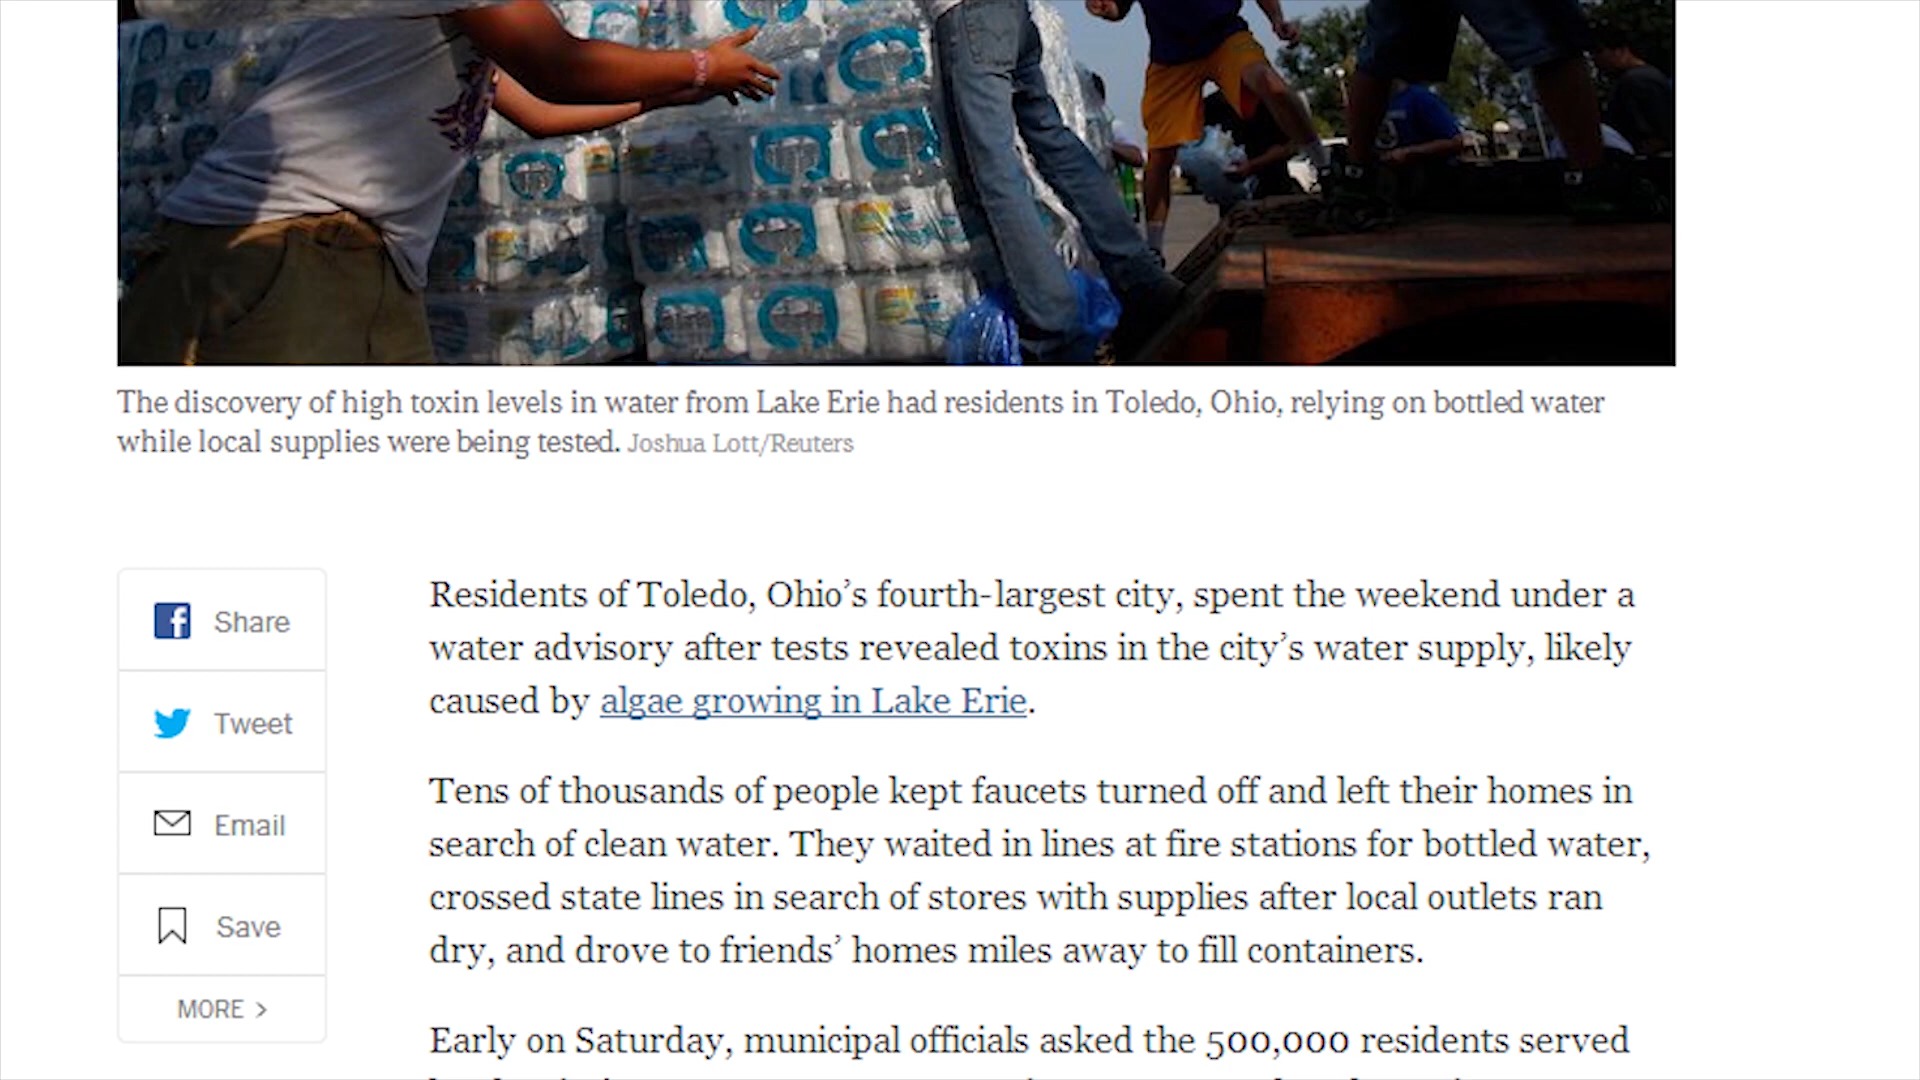 The discovery of high toxin levels in water from Lake Erie had residents in Toledo, Ohio, relying on bottled water
while local supplies were being tested. Joshua Lott/Reuters
Share
Tweet
Email
Save
MORE >
Residents of Toledo, Ohio’s fourth-largest city, spent the weekend under a
water advisory after tests revealed toxins in the city’s water supply, likely
caused by algae growing in Lake Erie.
Tens of thousands of people kept faucets turned off and left their homes in
search of clean water. They waited in lines at fire stations for bottled water,
crossed state lines in search of stores with supplies after local outlets ran
dry, and drove to friends’ homes miles away to fill containers.
Early on Saturday, municipal officials asked the 500,000 residents served